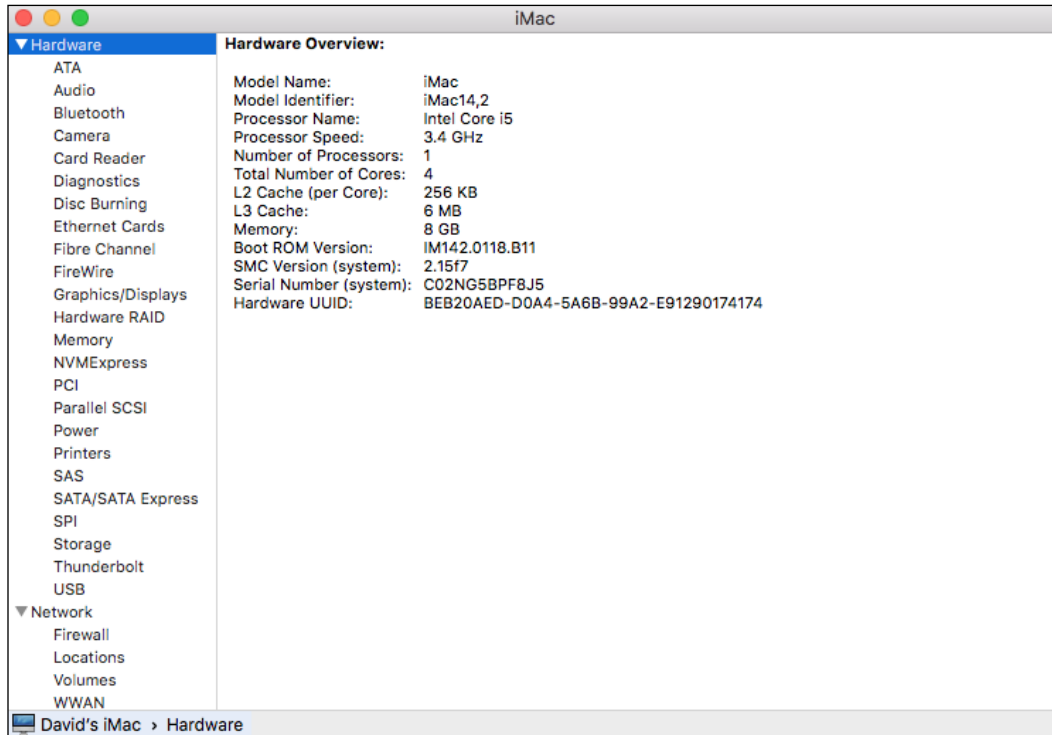 iMac
Hardware
ATA
Audio
Bluetooth
Camera
Card Reader
Diagnostics
Disc Burning
Ethernet Cards
Fibre Channel
FireWire
Graphics/Displays
Hardware RAID
Memory
NVMExpress
PCI
Parallel SCSI
Power
Printers
SAS
SATA/SATA Express
SPI
Storage
Thunderbolt
USB
Network
Firewall
Locations
Volumes
WWAN
Hardware Overview:
Model Name: iMac
Model Identifier: iMac14,2
Processor Name: Intel Core i5
Processor Speed: 3.4 GHz
Number of Processors: 1
Total Number of Cores: 4
L2 Cache (per Core): 256 KB
L3 Cache: 6 MB
Memory: 8 GB
Boot ROM Version: IM142.0118.B11
SMC Version (system): 2.15f7
Serial Number (system): C02NG5BPF8J5
Hardware UUID: BEB20AED-D0A4-5A6B-99A2-E91290174174
David's iMac › Hardware